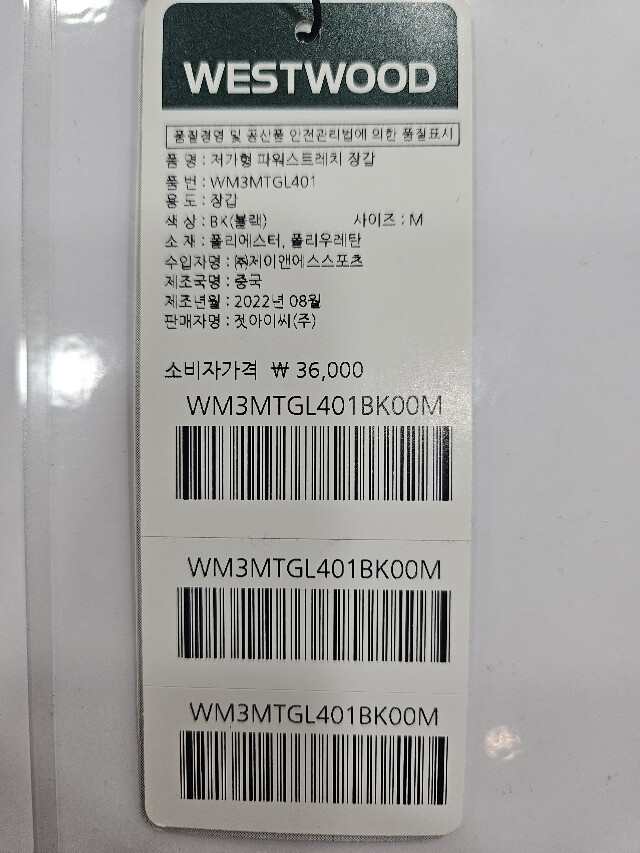 WESTWOOD
품질경영 및 공산품 안전관리법에 의한 품질표시
품 명 : 저가형 파워스트레치 장갑
품 번 : WM3MTGL401
용 도 : 장갑
색 상 : BK(블랙) 사이즈 : M
소 재 : 폴리에스터, 폴리우레탄
수입자명 : ㈜제이앤에스스포츠
제조국명 : 중국
제조년월 : 2022년 08월
판매자명 : 젯아이씨(주)
소비자가격 ₩ 36,000
WM3MTGL401BK00M
WM3MTGL401BK00M
WM3MTGL401BK00M